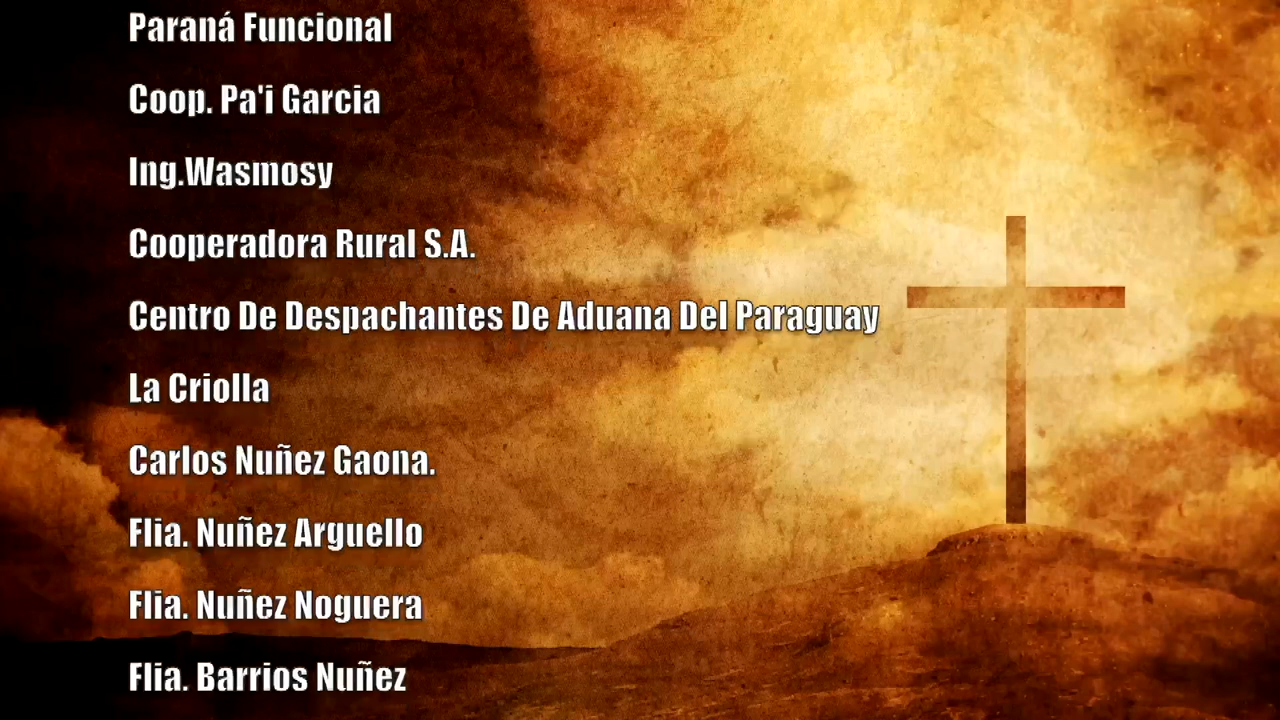 Paraná Funcional
Coop. Pa'i Garcia
Ing.Wasmosy
Cooperadora Rural S.A.
Centro De Despachantes De Aduana Del Paraguay
La Criolla
Carlos Nuñez Gaona.
Flia. Nuñez Arguello
Flia. Nuñez Noguera
Flia. Barrios Nuñez